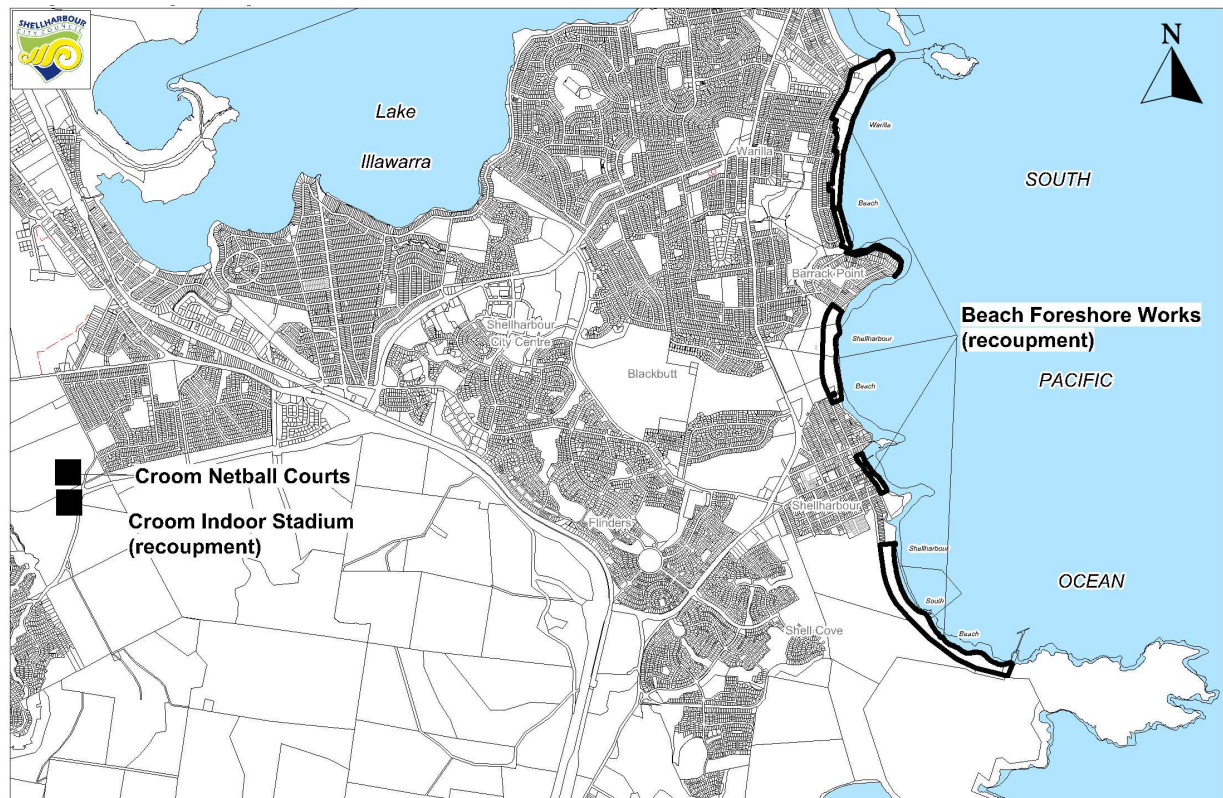 SHELLHARBOUR
CITY COUNCIL
N
Lake
Illawarra
Warilla
Warilla
SOUTH
Beach
Barrack Point
Beach Foreshore Works
(recoupment)
Shellharbour
City Centre
Shellharbour
Blackbutt
PACIFIC
Beach
Croom Netball Courts
Croom Indoor Stadium
(recoupment)
Shellharbour
Flinders
Shellharbour
OCEAN
South
Shell Cove
Beach